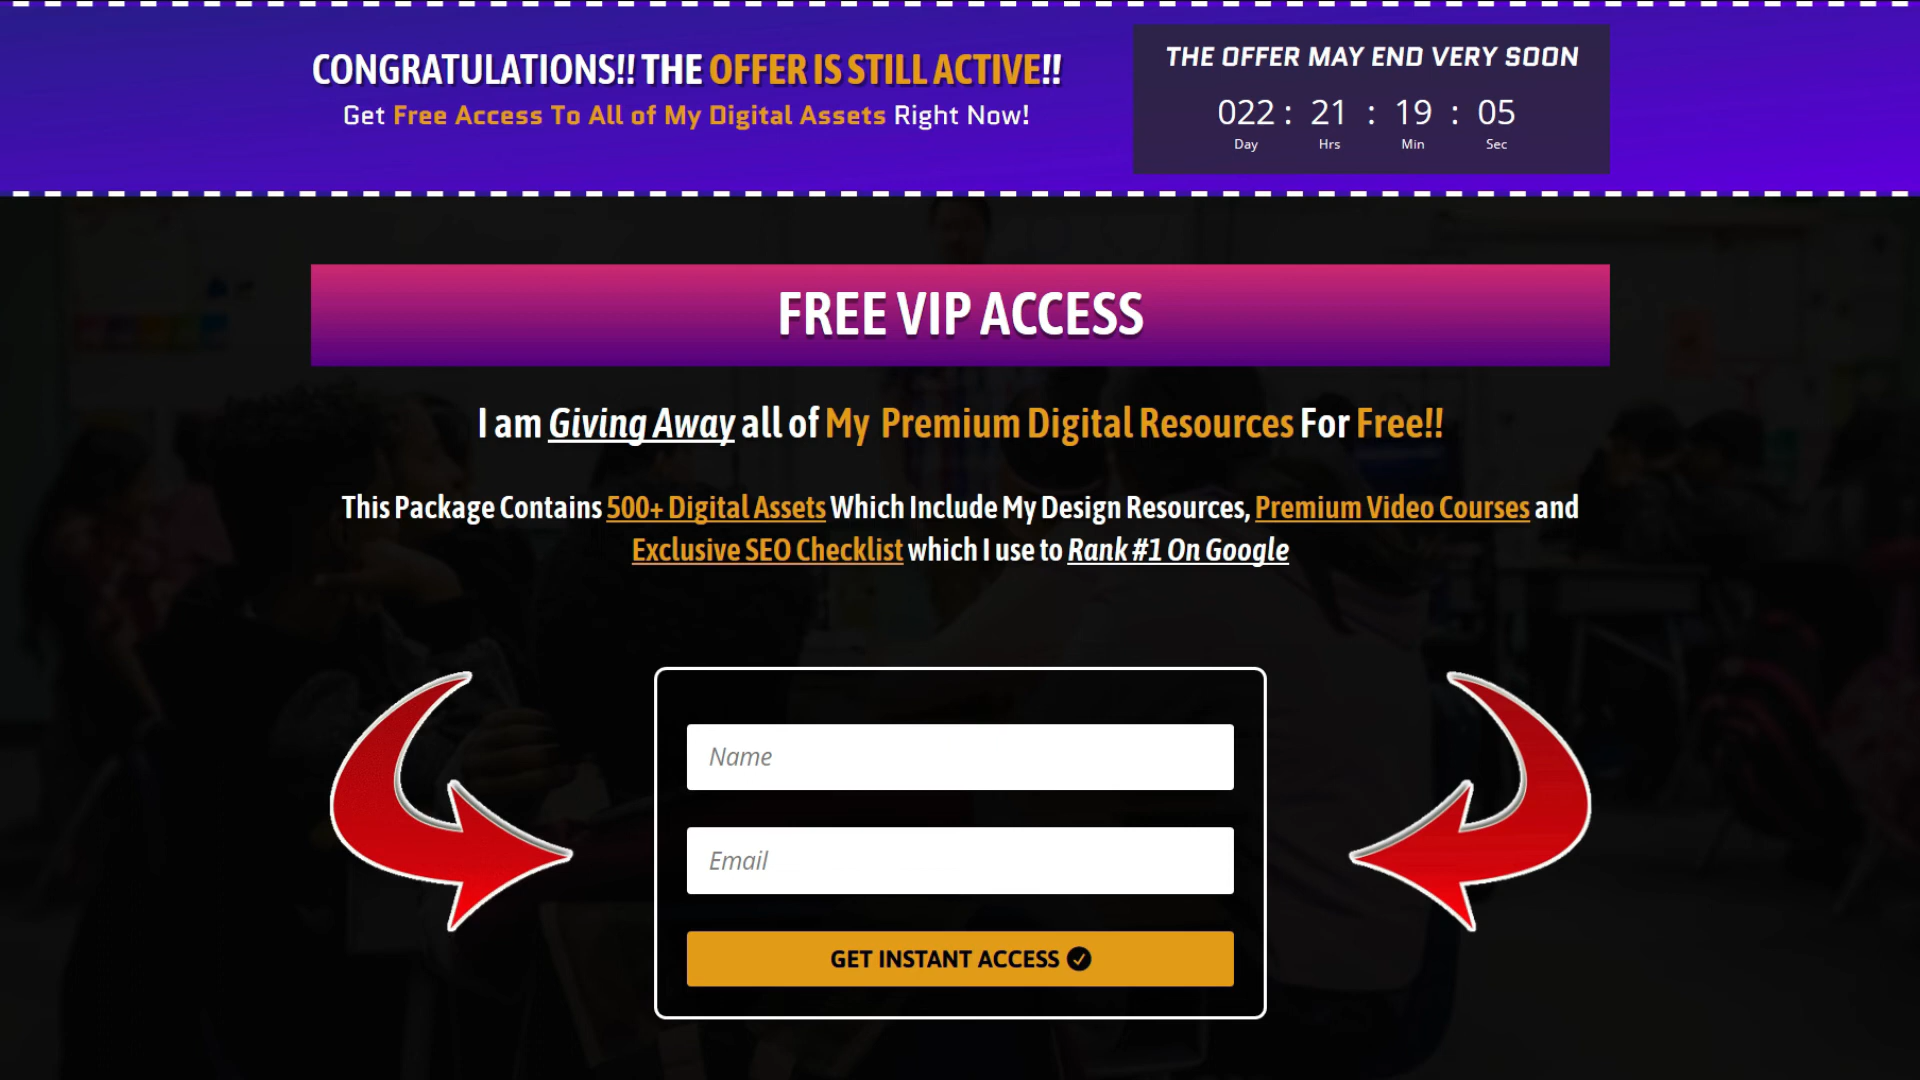 CONGRATULATIONS!! THE OFFER IS STILL ACTIVE!!
Get Free Access To All of My Digital Assets Right Now!
THE OFFER MAY END VERY SOON
022 : 21 : 19 : 05
Day Hrs Min Sec
FREE VIP ACCESS
I am Giving Away all of My Premium Digital Resources For Free!!
This Package Contains 500+ Digital Assets Which Include My Design Resources, Premium Video Courses and
Exclusive SEO Checklist which I use to Rank #1 On Google
Name
Email
GET INSTANT ACCESS